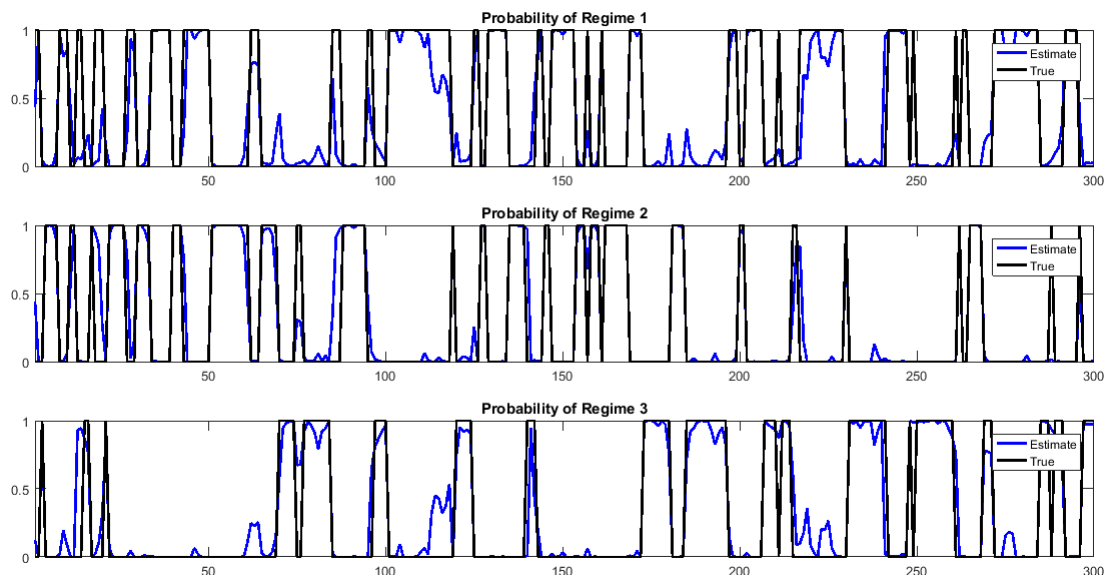 Probability of Regime 1
1
0.5
0
Estimate
True
50 100 150 200 250 300
Probability of Regime 2
1
0.5
0
Estimate
True
50 100 150 200 250 300
Probability of Regime 3
1
0.5
0
Estimate
True
50 100 150 200 250 300